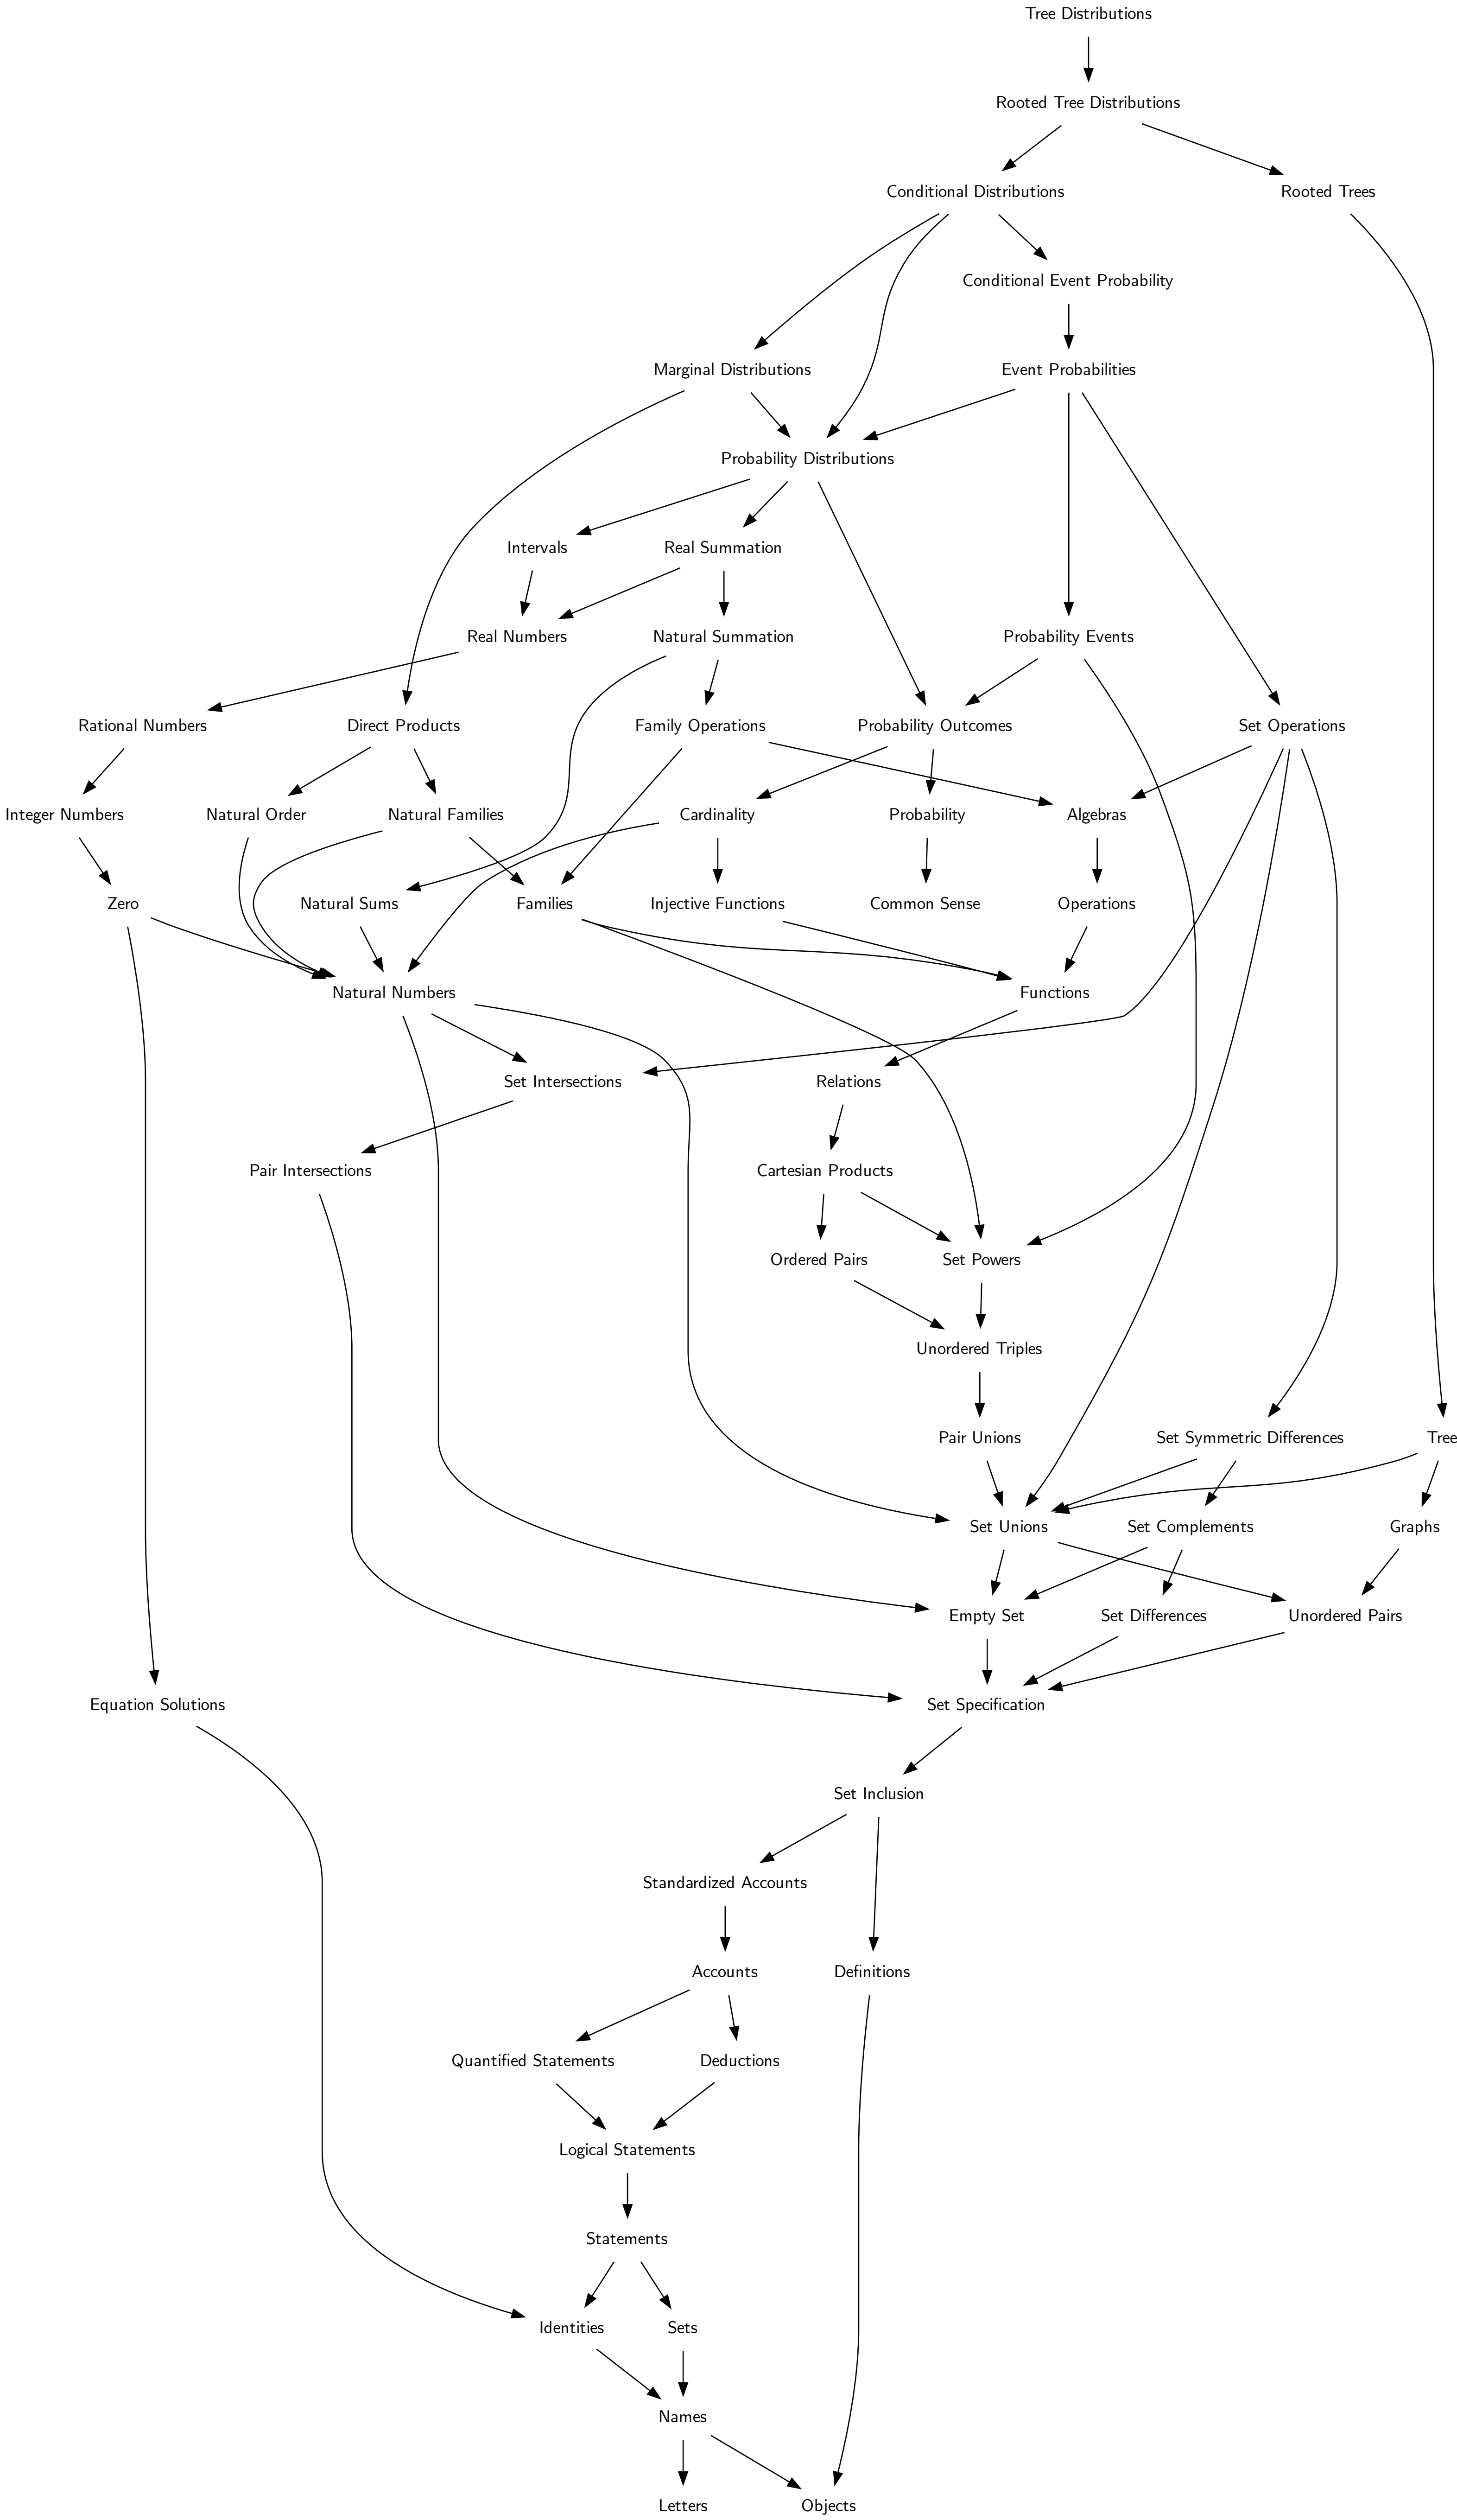 Tree Distributions
Rooted Tree Distributions
Conditional Distributions
Rooted Trees
Conditional Event Probability
Marginal Distributions
Event Probabilities
Probability Distributions
Intervals
Real Summation
Real Numbers
Natural Summation
Probability Events
Rational Numbers
Direct Products
Family Operations
Probability Outcomes
Set Operations
Integer Numbers
Natural Order
Natural Families
Cardinality
Probability
Algebras
Zero
Natural Sums
Families
Injective Functions
Common Sense
Operations
Natural Numbers
Functions
Set Intersections
Relations
Pair Intersections
Cartesian Products
Ordered Pairs
Set Powers
Unordered Triples
Pair Unions
Set Symmetric Differences
Tree
Set Unions
Set Complements
Graphs
Empty Set
Set Differences
Unordered Pairs
Equation Solutions
Set Specification
Set Inclusion
Standardized Accounts
Accounts
Definitions
Quantified Statements
Deductions
Logical Statements
Statements
Identities
Sets
Names
Letters
Objects